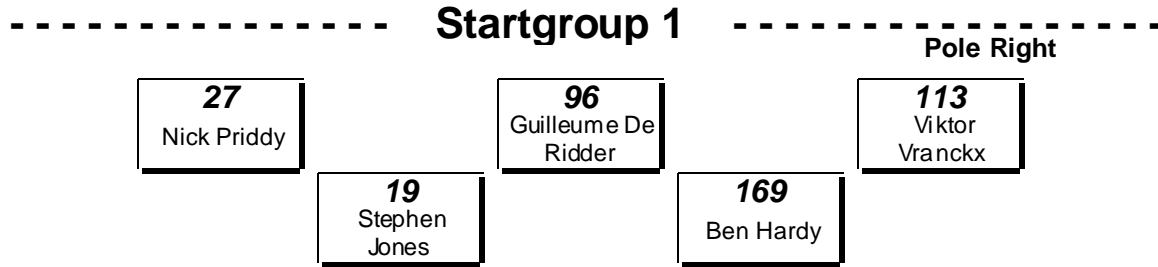 Startgroup 1
Pole Right
27
Nick Priddy
96
Guilleume De
Ridder
113
Viktor
Vranckx
19
Stephen
Jones
169
Ben Hardy